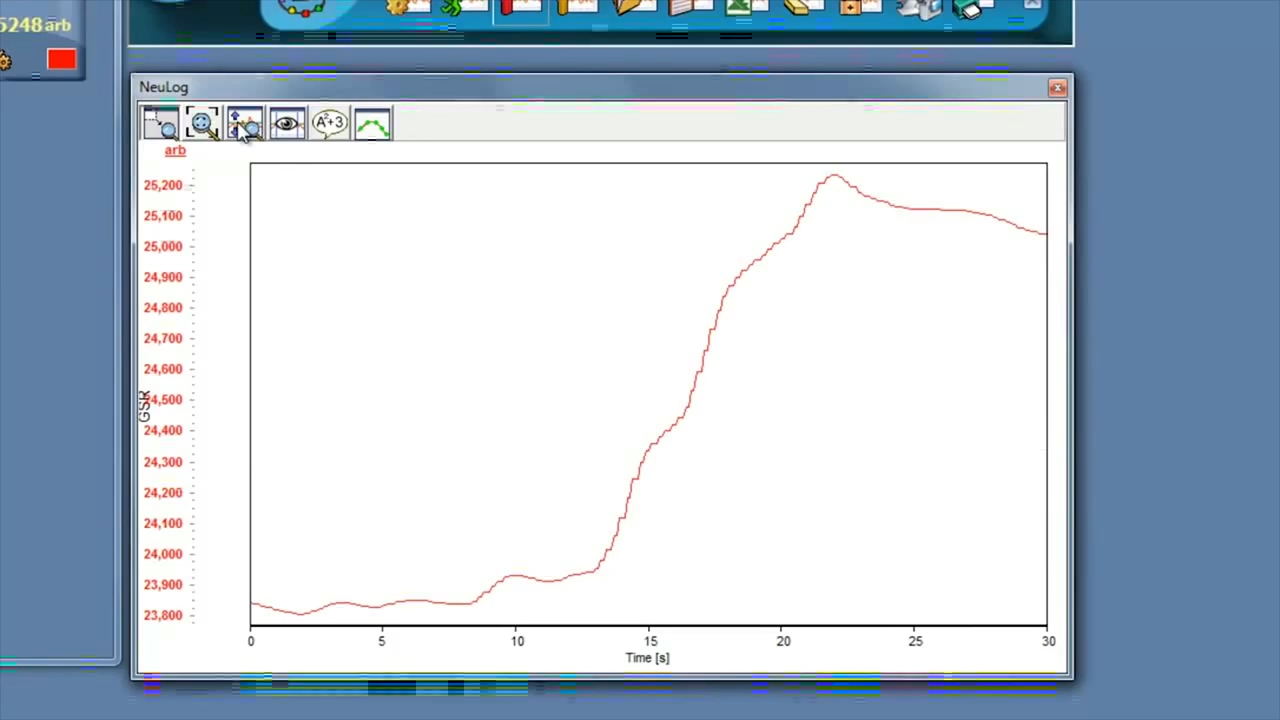 5248 arb
NeuLog
A²+3
arb
25,200
25,100
25,000
24,900
24,800
24,700
24,600
24,500
24,400
24,300
24,200
24,100
24,000
23,900
23,800
GSR
0 5 10 15 20 25 30
Time [s]